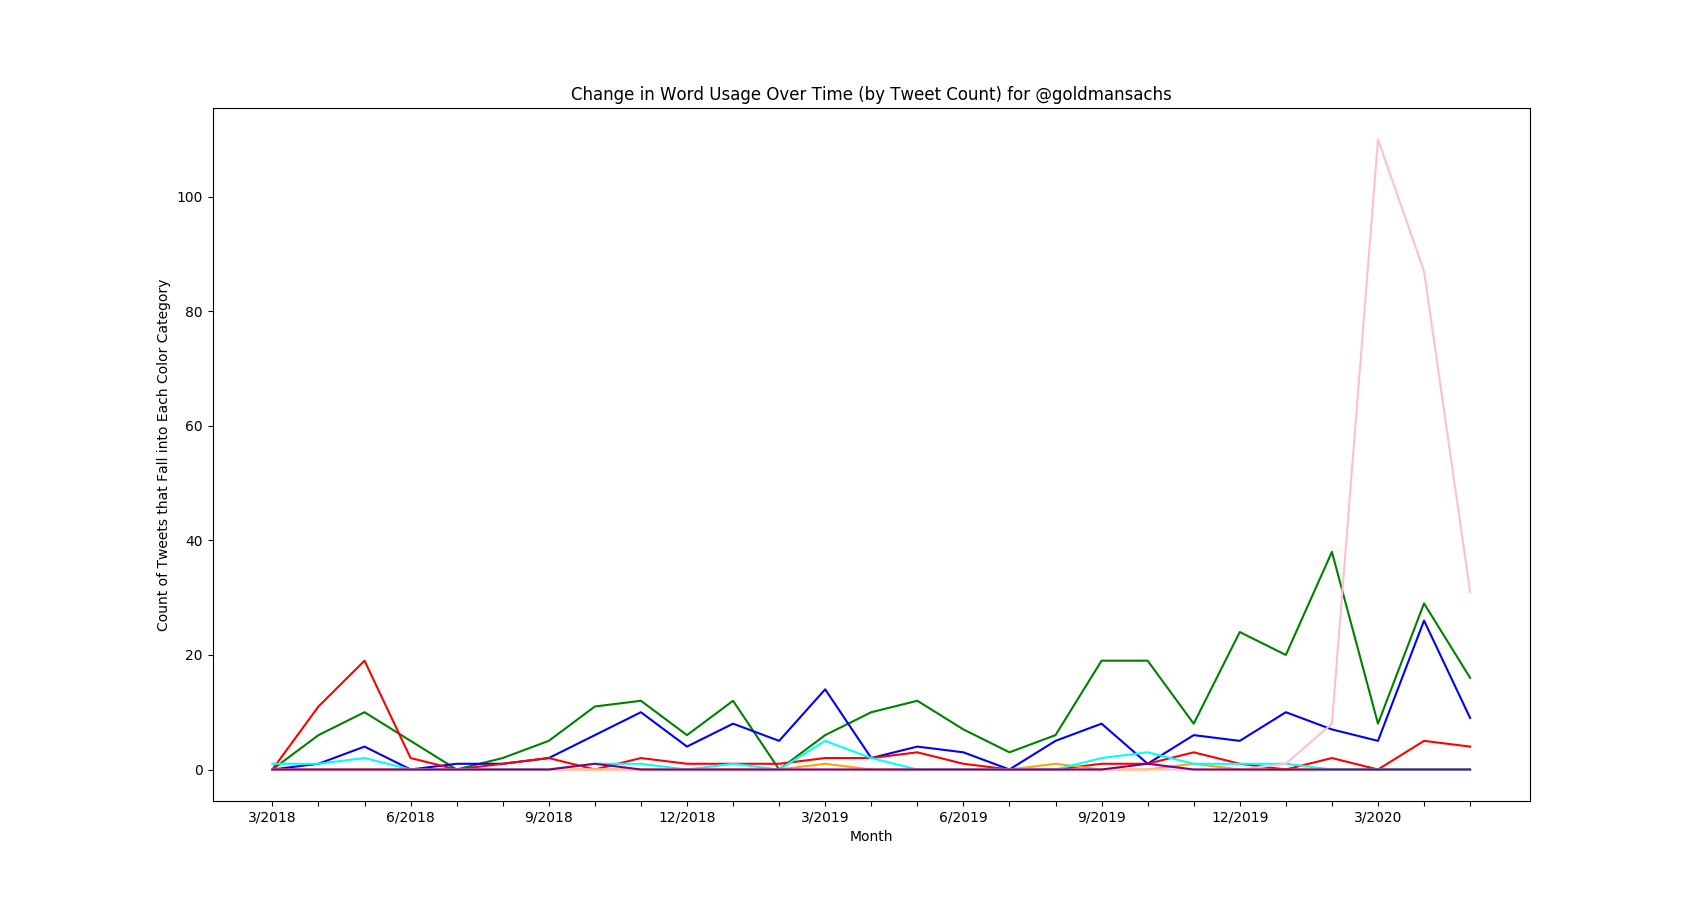 Change in Word Usage Over Time (by Tweet Count) for @goldmansachs
Count of Tweets that Fall into Each Color Category
100
80
60
40
20
0
3/2018 6/2018 9/2018 12/2018 3/2019 6/2019 9/2019 12/2019 3/2020
Month